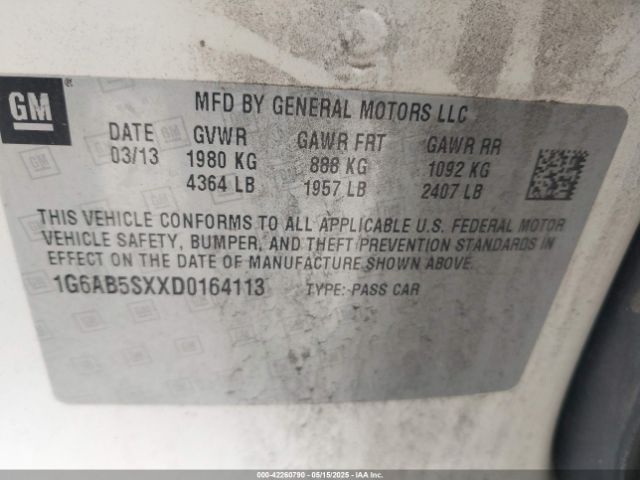 GM
MFD BY GENERAL MOTORS LLC
DATE GVWR GAWR FRT GAWR RR
03/13 1980 KG 888 KG 1092 KG
4364 LB 1957 LB 2407 LB
THIS VEHICLE CONFORMS TO ALL APPLICABLE U.S. FEDERAL MOTOR
VEHICLE SAFETY, BUMPER, AND THEFT PREVENTION STANDARDS IN
EFFECT ON THE DATE OF MANUFACTURE SHOWN ABOVE.
1G6AB5SXXD0164113 TYPE: PASS CAR
000-42260790 - 05/15/2025 - IAA Corp.